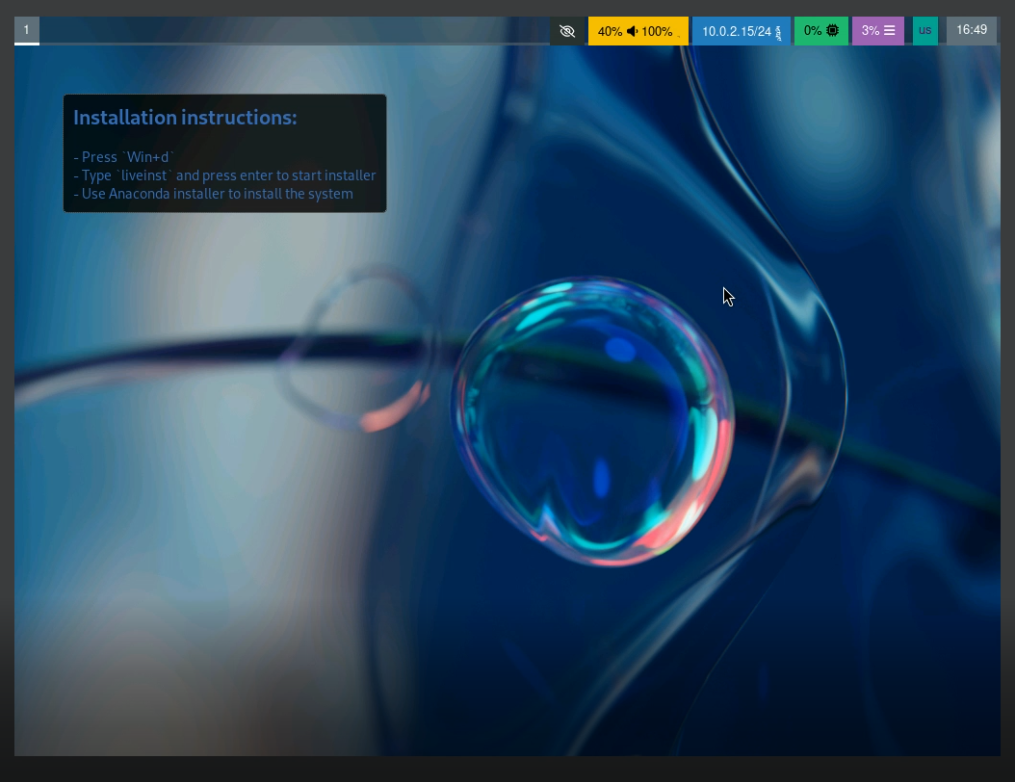 1
40% 100%
10.0.2.15/24
0%
3%
us
16:49
Installation instructions:
- Press `Win+d`
- Type `liveinst` and press enter to start installer
- Use Anaconda installer to install the system